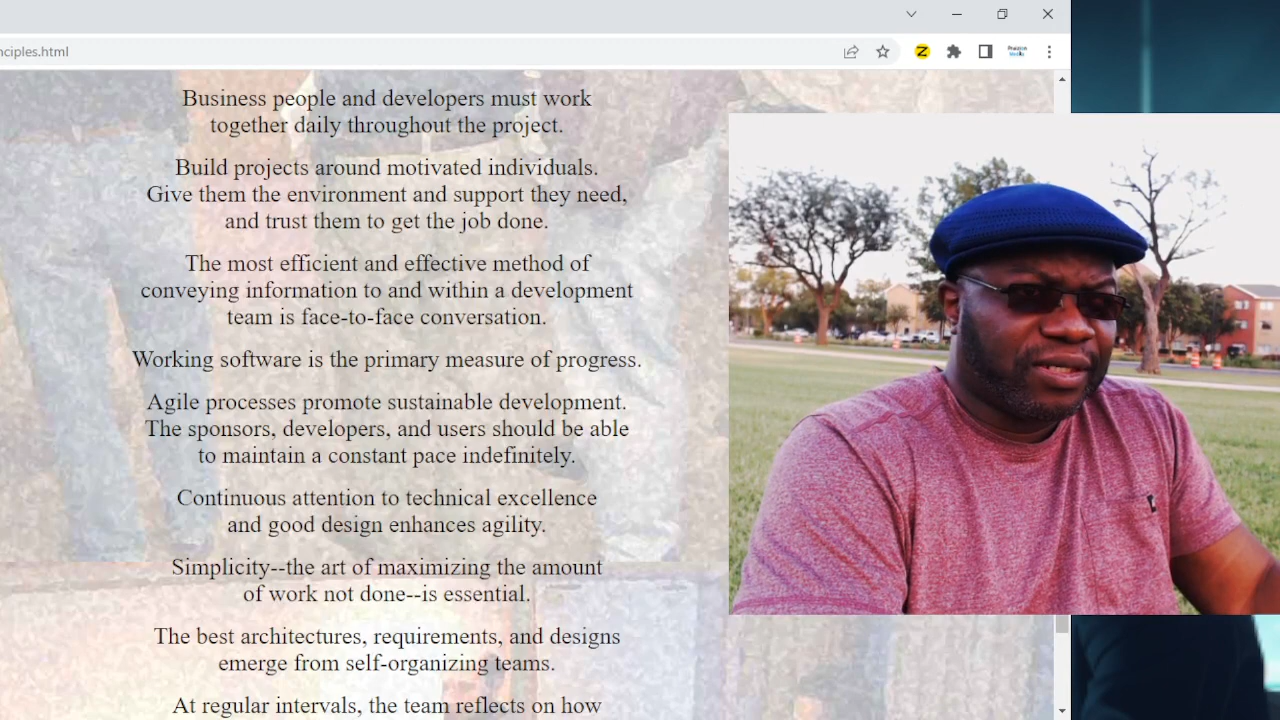 nciples.html
Business people and developers must work
together daily throughout the project.
Build projects around motivated individuals.
Give them the environment and support they need,
and trust them to get the job done.
The most efficient and effective method of
conveying information to and within a development
team is face-to-face conversation.
Working software is the primary measure of progress.
Agile processes promote sustainable development.
The sponsors, developers, and users should be able
to maintain a constant pace indefinitely.
Continuous attention to technical excellence
and good design enhances agility.
Simplicity--the art of maximizing the amount
of work not done--is essential.
The best architectures, requirements, and designs
emerge from self-organizing teams.
At regular intervals, the team reflects on how